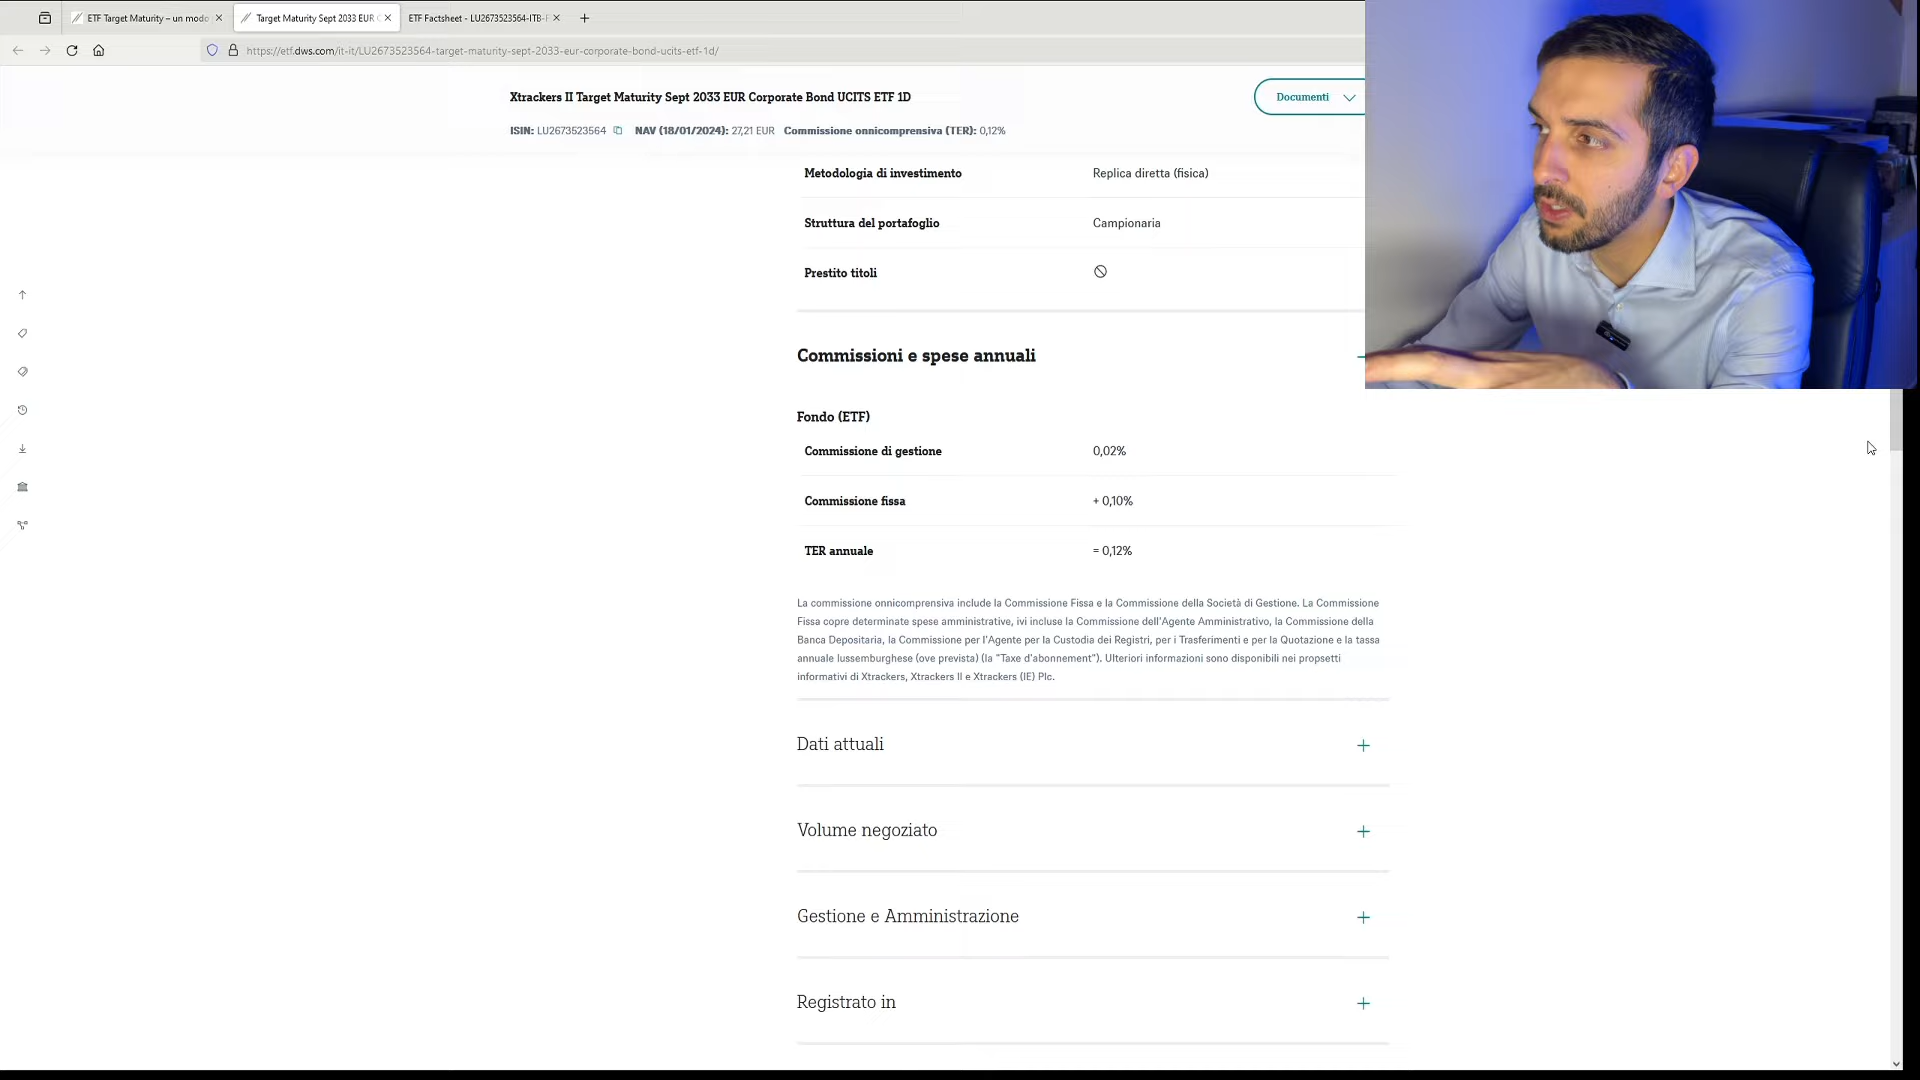 ETF Target Maturity – un modo
Target Maturity Sept 2033 EUR C
ETF Factsheet - LU2673523564-ITB-F
https://etf.dws.com/it-it/LU2673523564-target-maturity-sept-2033-eur-corporate-bond-ucits-etf-1d/
Xtrackers II Target Maturity Sept 2033 EUR Corporate Bond UCITS ETF 1D
Documenti
ISIN: LU2673523564 NAV (18/01/2024): 27,21 EUR Commissione onnicomprensiva (TER): 0,12%
Metodologia di investimento Replica diretta (fisica)
Struttura del portafoglio Campionaria
Prestito titoli
Commissioni e spese annuali
Fondo (ETF)
Commissione di gestione 0,02%
Commissione fissa + 0,10%
TER annuale = 0,12%
La commissione onnicomprensiva include la Commissione Fissa e la Commissione della Società di Gestione. La Commissione
Fissa copre determinate spese amministrative, ivi incluse la Commissione dell'Agente Amministrativo, la Commissione della
Banca Depositaria, la Commissione per l'Agente per la Custodia dei Registri, per i Trasferimenti e per la Quotazione e la tassa
annuale lussemburghese (ove prevista) (la "Taxe d'abonnement"). Ulteriori informazioni sono disponibili nei propsetti
informativi di Xtrackers, Xtrackers II e Xtrackers (IE) Plc.
Dati attuali
Volume negoziato
Gestione e Amministrazione
Registrato in